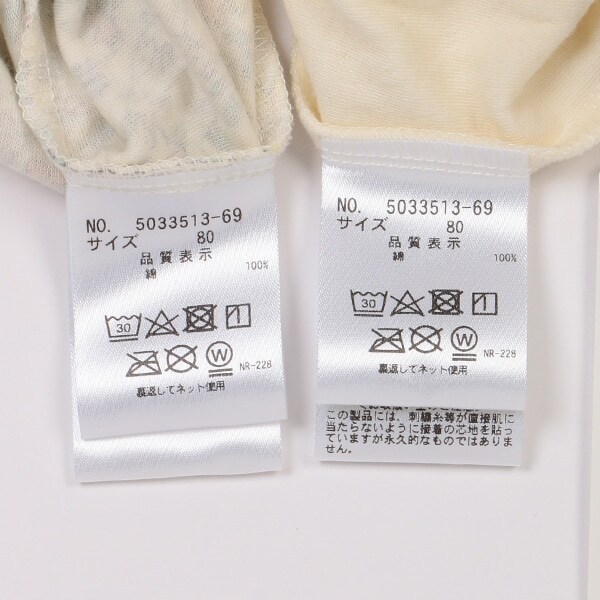 NO. 5033513-69
サイズ 80
品質表示
綿 100%
30
W
NR-228
裏返してネット使用
NO. 5033513-69
サイズ 80
品質表示
綿 100%
30
W
NR-228
裏返してネット使用
この製品には、刺繍糸等が直接肌に
当たらないように接着の芯地を貼っ
ていますが永久的なものではありま
せん。